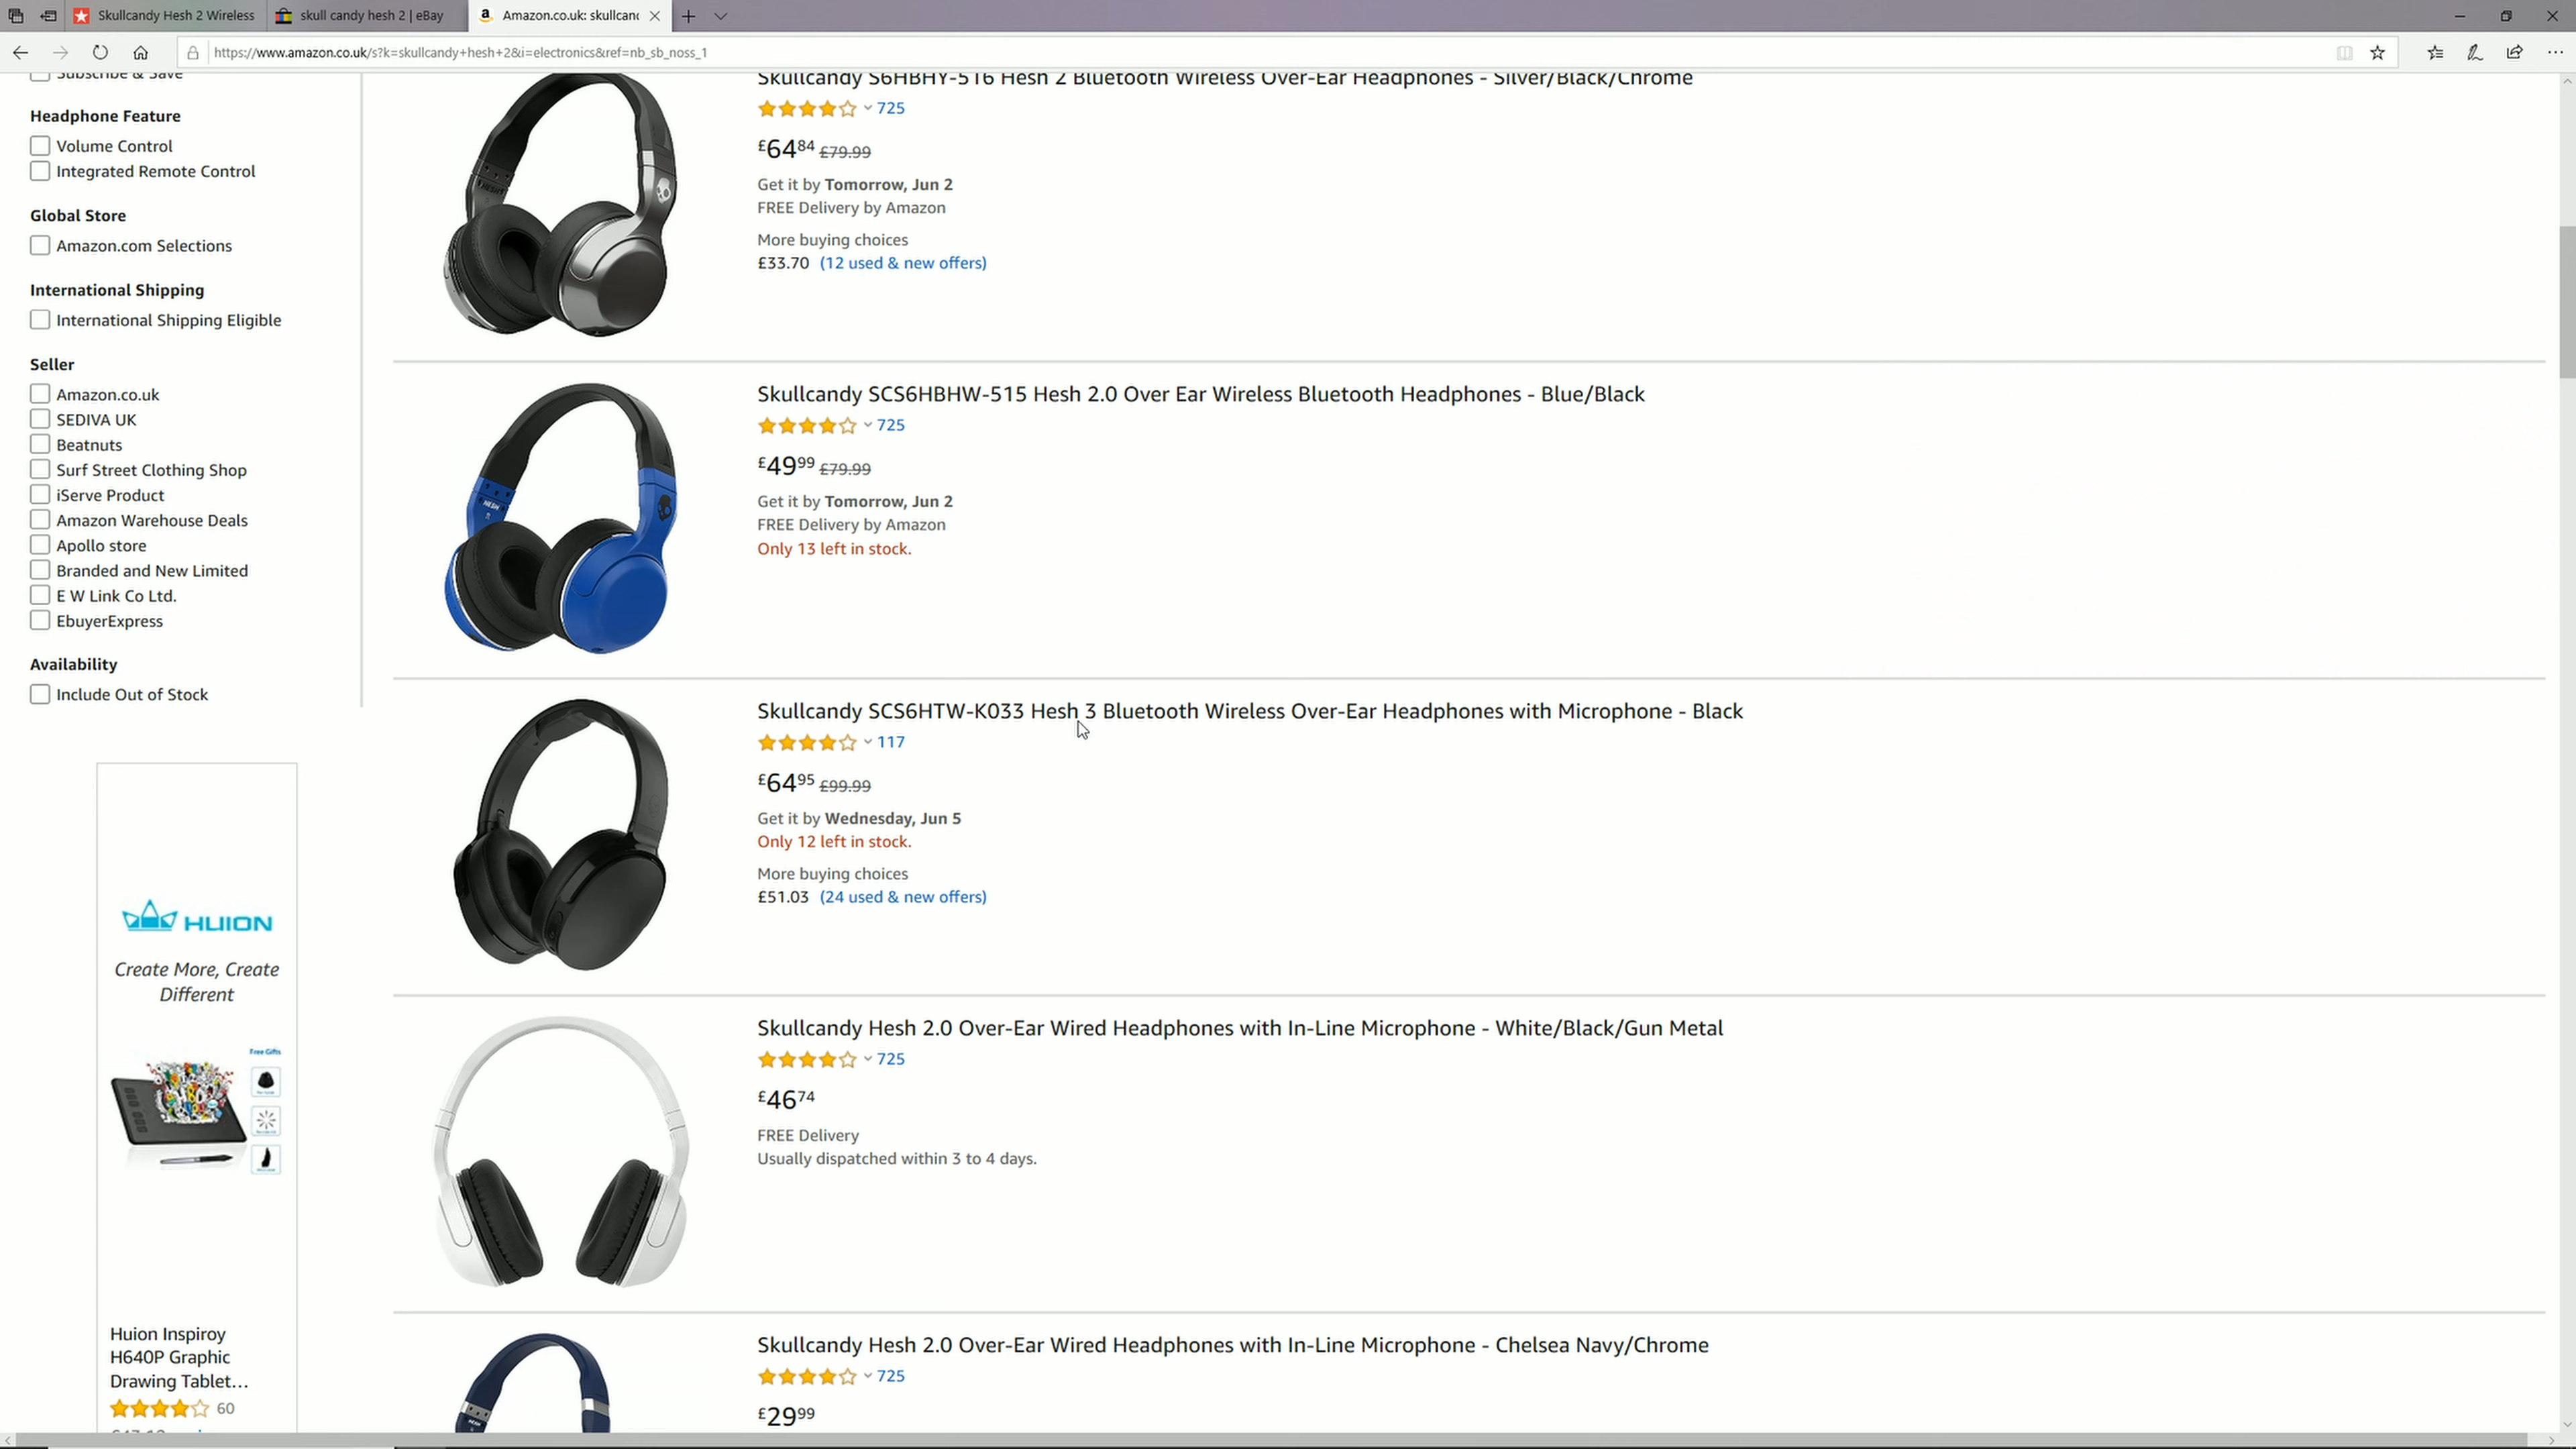 Skullcandy Hesh 2 Wireless
skull candy hesh 2 | eBay
Amazon.co.uk: skullcanc
https://www.amazon.co.uk/s?k=skullcandy+hesh+2&i=electronics&ref=nb_sb_noss_1
Subscribe & Save
Headphone Feature
Volume Control
Integrated Remote Control
Global Store
Amazon.com Selections
International Shipping
International Shipping Eligible
Seller
Amazon.co.uk
SEDIVA UK
Beatnuts
Surf Street Clothing Shop
iServe Product
Amazon Warehouse Deals
Apollo store
Branded and New Limited
E W Link Co Ltd.
EbuyerExpress
Availability
Include Out of Stock
HUION
Create More, Create
Different
Free Gifts
Huion Inspiroy
H640P Graphic
Drawing Tablet…
60
Skullcandy S6HBHY-516 Hesh 2 Bluetooth Wireless Over-Ear Headphones - Silver/Black/Chrome
725
£64 84 £79.99
Get it by Tomorrow, Jun 2
FREE Delivery by Amazon
More buying choices
£33.70 (12 used & new offers)
HESH
Skullcandy SCS6HBHW-515 Hesh 2.0 Over Ear Wireless Bluetooth Headphones - Blue/Black
725
£49 99 £79.99
Get it by Tomorrow, Jun 2
FREE Delivery by Amazon
Only 13 left in stock.
HESH
Skullcandy SCS6HTW-K033 Hesh 3 Bluetooth Wireless Over-Ear Headphones with Microphone - Black
117
£64 95 £99.99
Get it by Wednesday, Jun 5
Only 12 left in stock.
More buying choices
£51.03 (24 used & new offers)
Skullcandy Hesh 2.0 Over-Ear Wired Headphones with In-Line Microphone - White/Black/Gun Metal
725
£46 74
FREE Delivery
Usually dispatched within 3 to 4 days.
Skullcandy Hesh 2.0 Over-Ear Wired Headphones with In-Line Microphone - Chelsea Navy/Chrome
725
£29 99
HESH